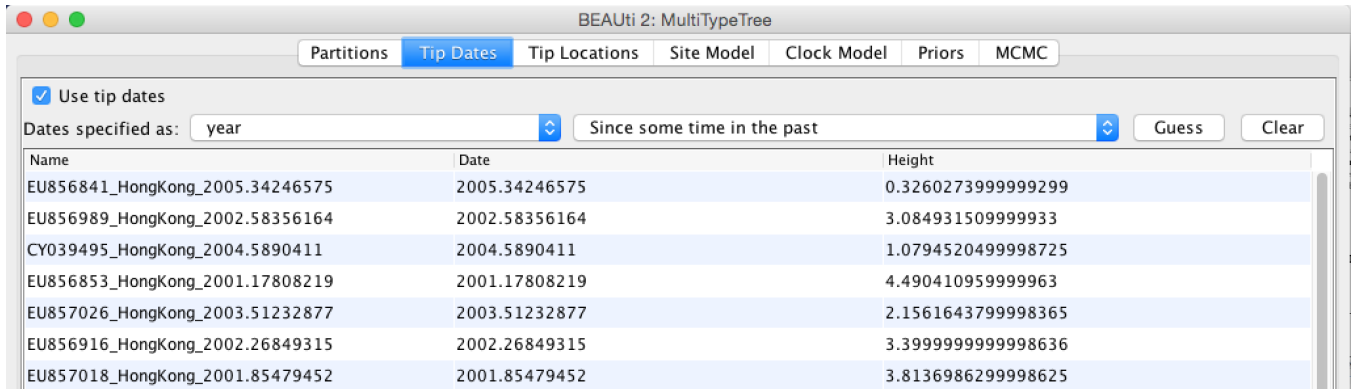 BEAUti 2: MultiTypeTree
Partitions Tip Dates Tip Locations Site Model Clock Model Priors MCMC
Use tip dates
Dates specified as: year Since some time in the past Guess Clear
Name Date Height
EU856841_HongKong_2005.34246575 2005.34246575 0.3260273999999299
EU856989_HongKong_2002.58356164 2002.58356164 3.084931509999933
CY039495_HongKong_2004.5890411 2004.5890411 1.0794520499998725
EU856853_HongKong_2001.17808219 2001.17808219 4.490410959999963
EU857026_HongKong_2003.51232877 2003.51232877 2.1561643799998365
EU856916_HongKong_2002.26849315 2002.26849315 3.3999999999998636
EU857018_HongKong_2001.85479452 2001.85479452 3.8136986299998625